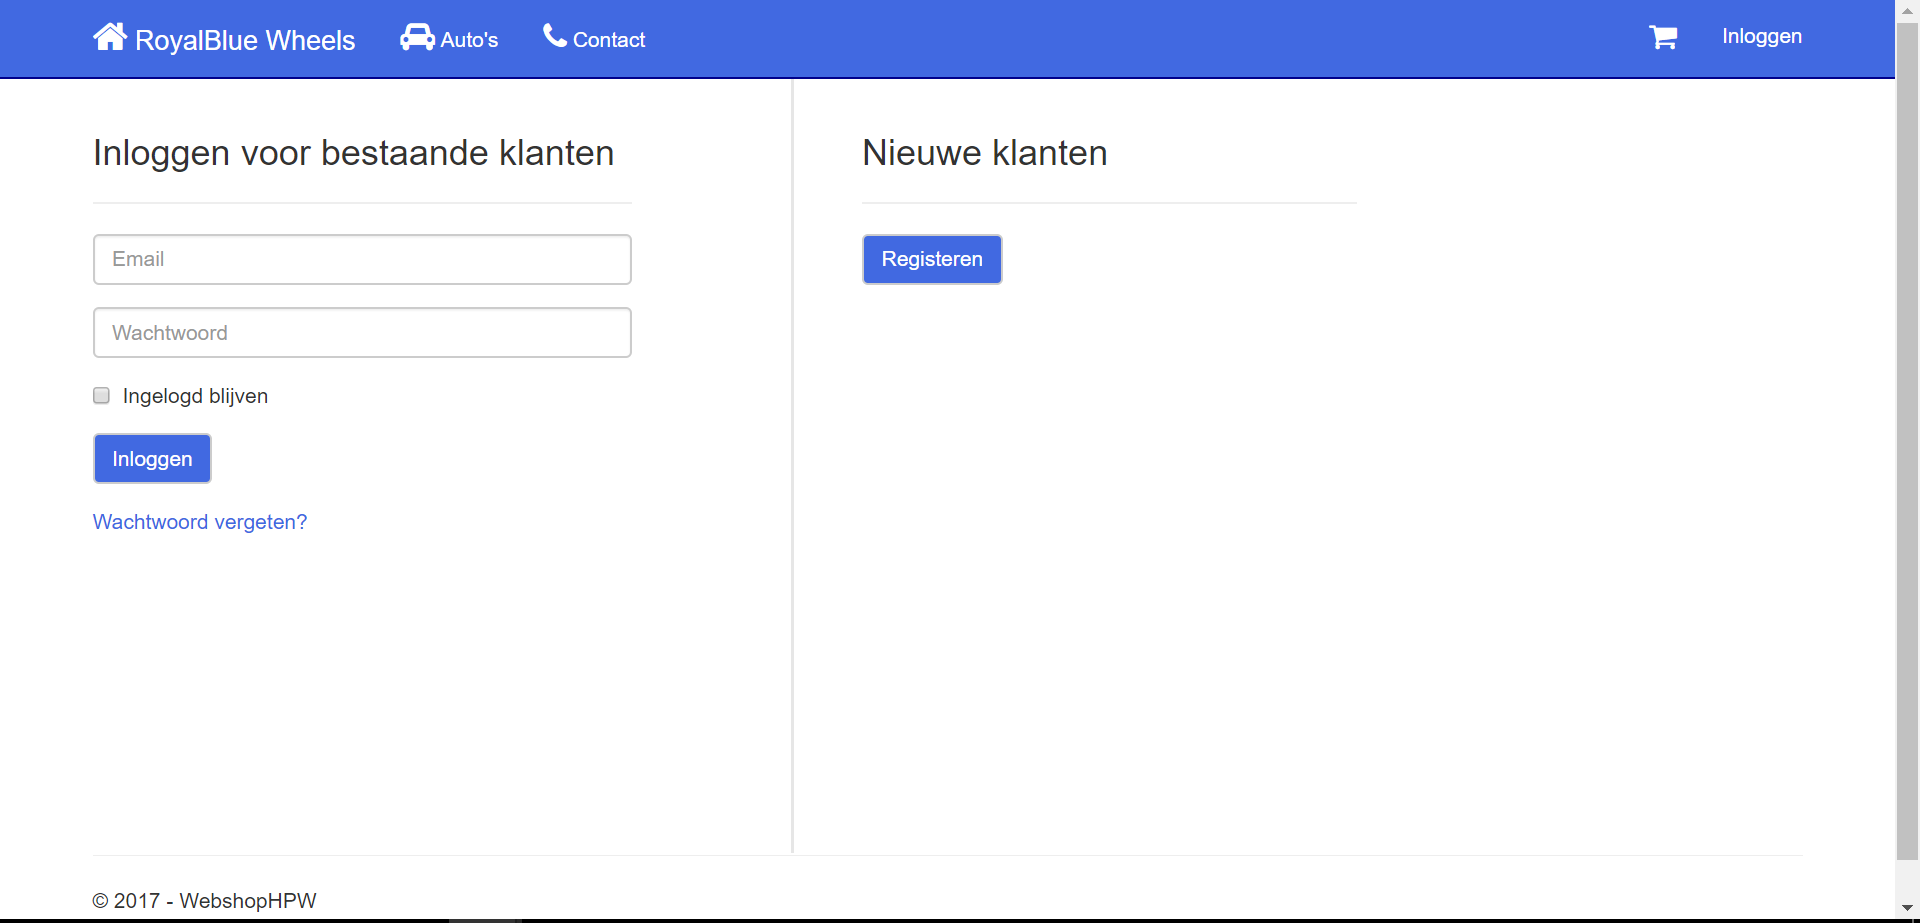 RoyalBlue Wheels Auto's Contact Inloggen
Inloggen voor bestaande klanten
Email
Wachtwoord
Ingelogd blijven
Inloggen
Wachtwoord vergeten?
Nieuwe klanten
Registeren
© 2017 - WebshopHPW